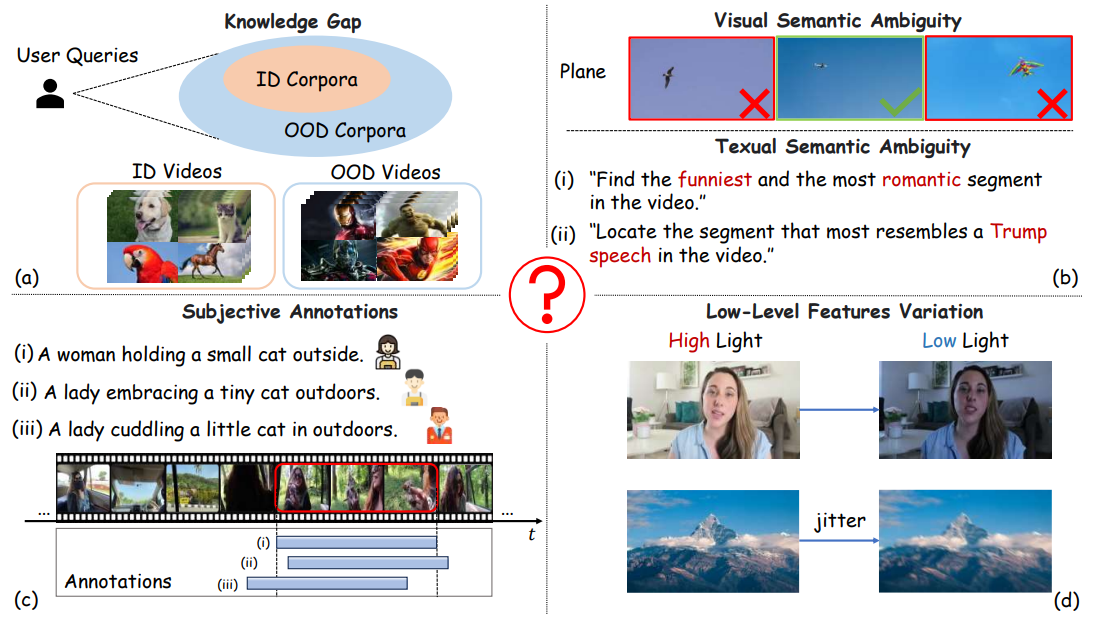 Knowledge Gap
User Queries
ID Corpora
OOD Corpora
ID Videos
OOD Videos
(a)
Visual Semantic Ambiguity
Plane
Texual Semantic Ambiguity
(i) “Find the funniest and the most romantic segment
in the video.”
(ii) “Locate the segment that most resembles a Trump
speech in the video.”
(b)
?
Subjective Annotations
(i) A woman holding a small cat outside.
(ii) A lady embracing a tiny cat outdoors.
(iii) A lady cuddling a little cat in outdoors.
... ...
t
(i)
(ii)
Annotations (iii)
(c)
Low-Level Features Variation
High Light Low Light
jitter
(d)